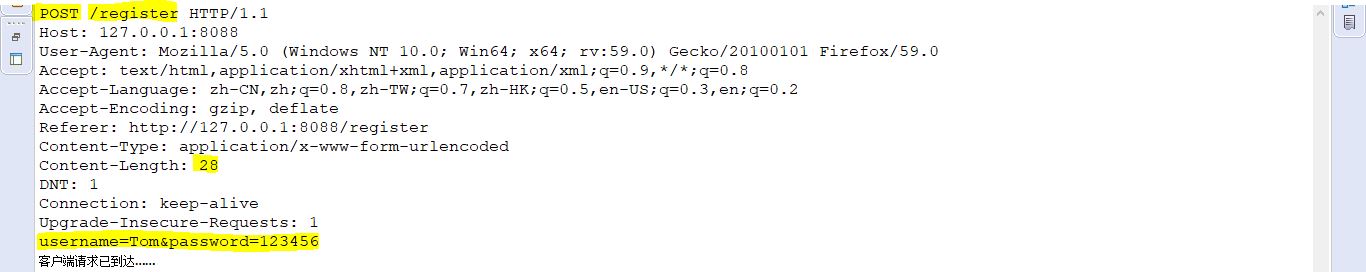 POST /register HTTP/1.1
Host: 127.0.0.1:8088
User-Agent: Mozilla/5.0 (Windows NT 10.0; Win64; x64; rv:59.0) Gecko/20100101 Firefox/59.0
Accept: text/html,application/xhtml+xml,application/xml;q=0.9,*/*;q=0.8
Accept-Language: zh-CN,zh;q=0.8,zh-TW;q=0.7,zh-HK;q=0.5,en-US;q=0.3,en;q=0.2
Accept-Encoding: gzip, deflate
Referer: http://127.0.0.1:8088/register
Content-Type: application/x-www-form-urlencoded
Content-Length: 28
DNT: 1
Connection: keep-alive
Upgrade-Insecure-Requests: 1
username=Tom&password=123456
客户端请求已到达……